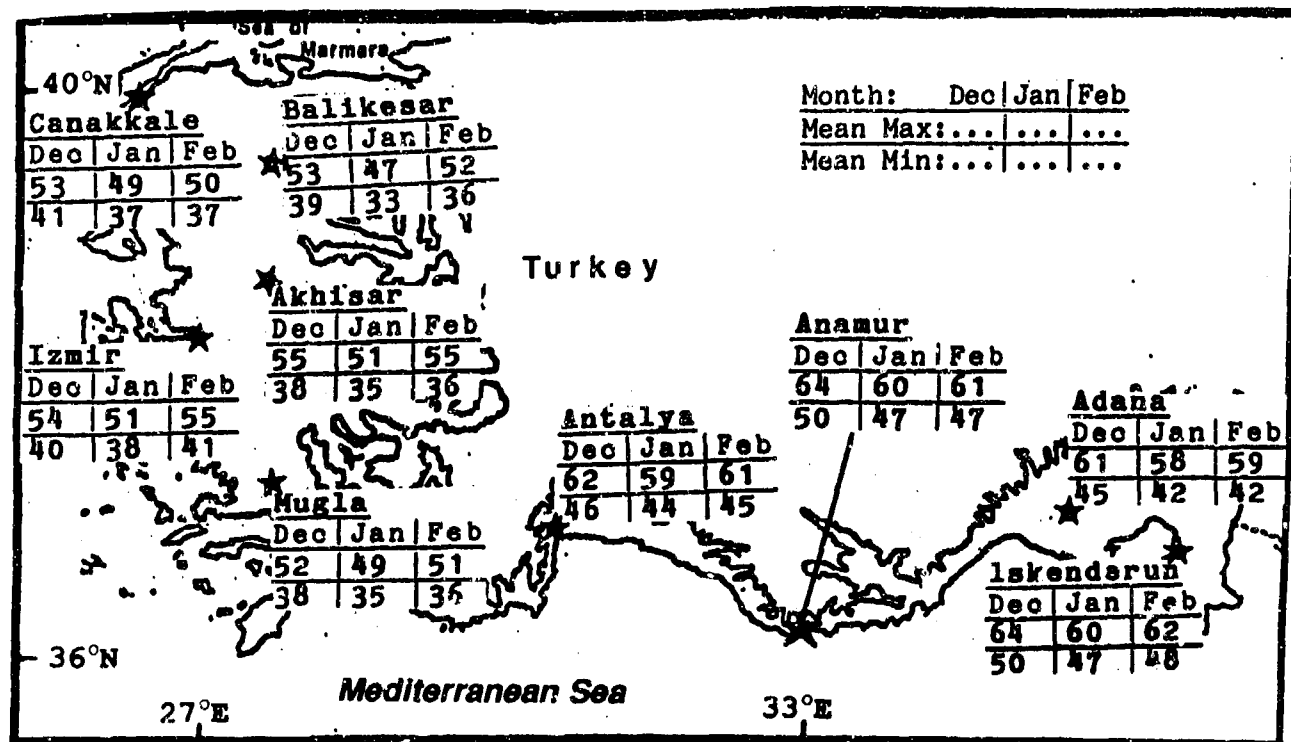 Sea of
Marmara
40°N
Canakkale
Dec|Jan|Feb
53|49|50
41|37|37
Balikesar
Dec|Jan|Feb
53|47|52
39|33|36
Month: Dec|Jan|Feb
Mean Max:...|...|...
Mean Min:...|...|...
Turkey
Akhisar
Dec|Jan|Feb
55|51|55
38|35|36
Izmir
Dec|Jan|Feb
54|51|55
40|38|41
Anamur
Dec|Jan|Feb
64|60|61
50|47|47
Antalya
Dec|Jan|Feb
62|59|61
46|44|45
Adana
Dec|Jan|Feb
61|58|59
45|42|42
Mugla
Dec|Jan|Feb
52|49|51
38|35|36
Iskendarun
Dec|Jan|Feb
64|60|62
50|47|48
36°N
Mediterranean Sea
27°E
33°E